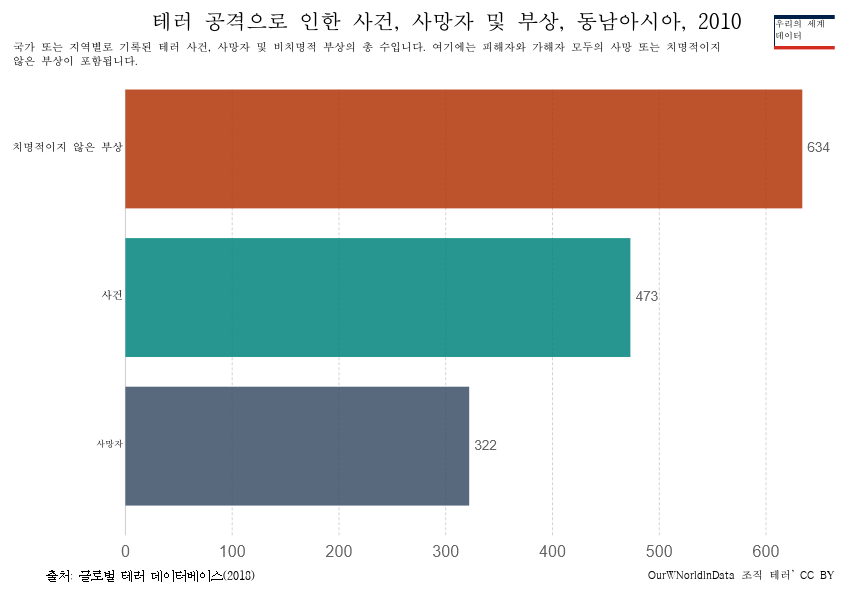 테러 공격으로 인한 사건, 사망자 및 부상, 동남아시아, 2010
우리의 세계
데이터
국가 또는 지역별로 기록된 테러 사건, 사망자 및 비치명적 부상의 총 수입니다. 여기에는 피해자와 가해자 모두의 사망 또는 치명적이지
않은 부상이 포함됩니다.
치명적이지 않은 부상
634
사건
473
사망자
322
0 100 200 300 400 500 600
출처: 글로벌 테러 데이터베이스(2018)
OurWNorldinData 조직 테러' CC BY